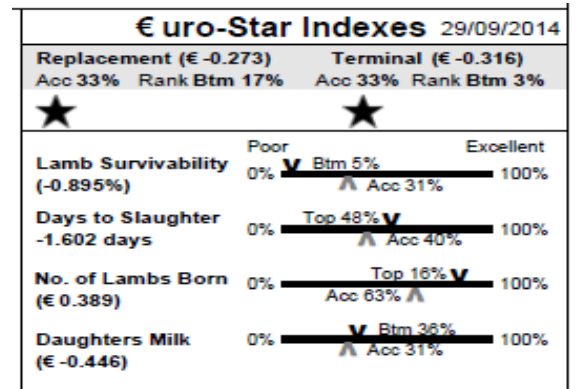 € uro-Star Indexes 29/09/2014
Replacement (€ -0.273) Terminal (€ -0.316)
Acc 33% Rank Btm 17% Acc 33% Rank Btm 3%
Poor Excellent
Lamb Survivability 0% Btm 5% 100%
(-0.895%) Acc 31%
Days to Slaughter 0% Top 48% 100%
-1.602 days Acc 40%
No. of Lambs Born 0% Top 16% 100%
(€ 0.389) Acc 63%
Daughters Milk 0% Btm 36% 100%
(€ -0.446) Acc 31%